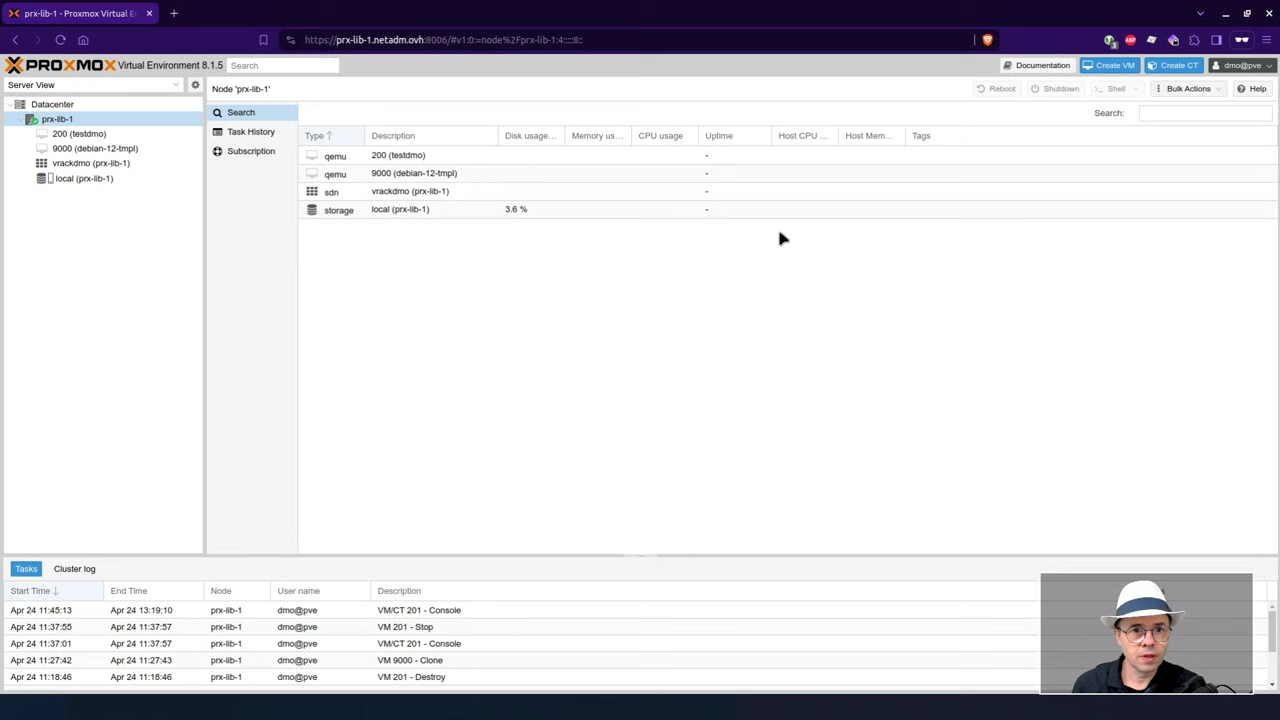 prx-lib-1 - Proxmox Virtual E
https://prx-lib-1.netadm.ovh:8006/#v1:0:=node%2Fprx-lib-1:4:::::8::
PROXMOX Virtual Environment 8.1.5 Search Documentation Create VM Create CT dmo@pve
Server View Node 'prx-lib-1' Reboot Shutdown Shell Bulk Actions Help
Datacenter
prx-lib-1
200 (testdmo)
9000 (debian-12-tmpl)
vrackdmo (prx-lib-1)
local (prx-lib-1)
Search
Task History
Subscription
Search:
Type Description Disk usage... Memory us... CPU usage Uptime Host CPU ... Host Mem... Tags
qemu 200 (testdmo) -
qemu 9000 (debian-12-tmpl) -
sdn vrackdmo (prx-lib-1) -
storage local (prx-lib-1) 3.6 % -
Tasks Cluster log
Start Time End Time Node User name Description
Apr 24 11:45:13 Apr 24 13:19:10 prx-lib-1 dmo@pve VM/CT 201 - Console
Apr 24 11:37:55 Apr 24 11:37:57 prx-lib-1 dmo@pve VM 201 - Stop
Apr 24 11:37:01 Apr 24 11:37:57 prx-lib-1 dmo@pve VM/CT 201 - Console
Apr 24 11:27:42 Apr 24 11:27:43 prx-lib-1 dmo@pve VM 9000 - Clone
Apr 24 11:18:46 Apr 24 11:18:46 prx-lib-1 dmo@pve VM 201 - Destroy